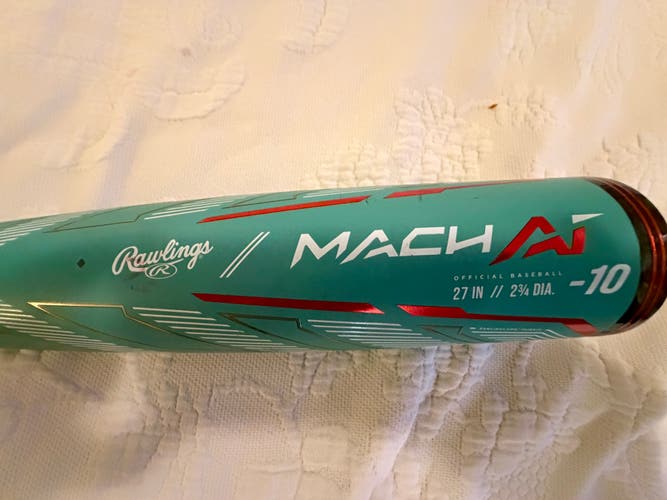 Rawlings
R
// MACH Ai
OFFICIAL BASEBALL
27 IN // 2¾ DIA.
-10